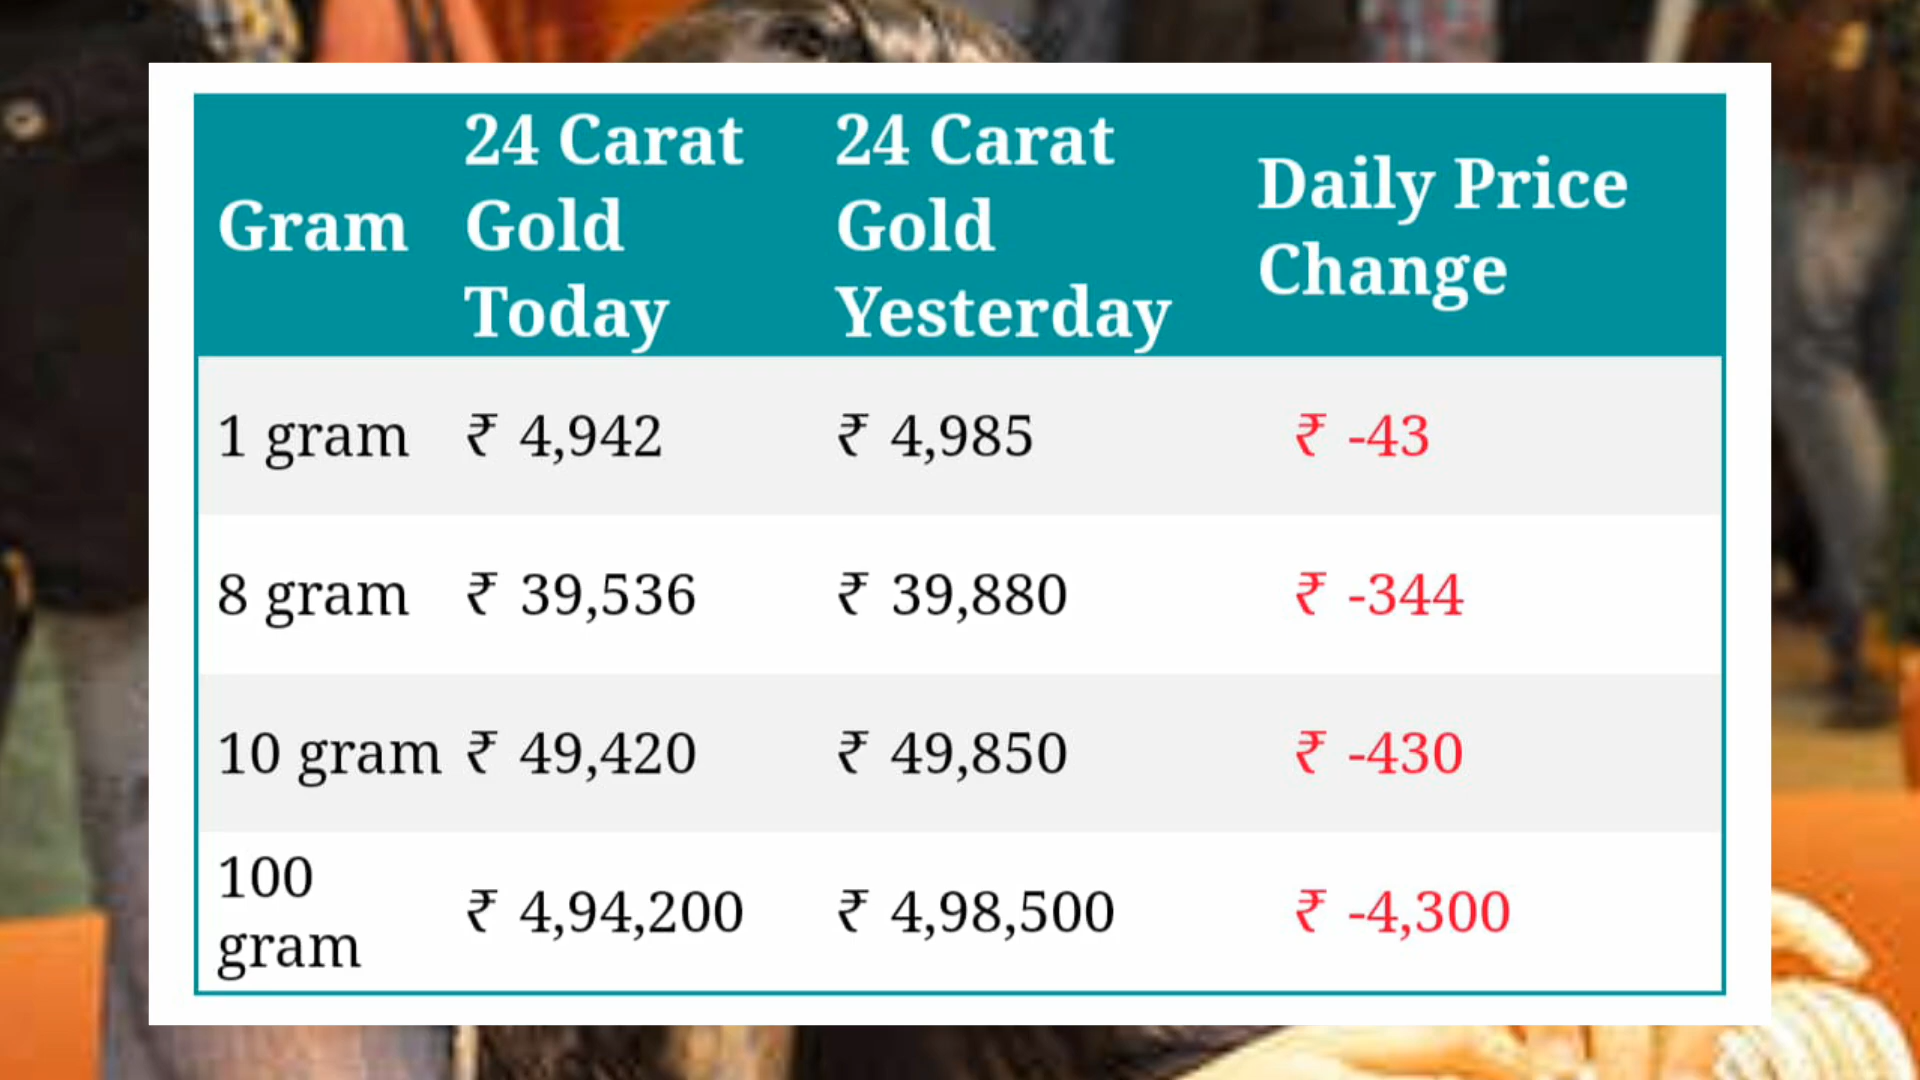 Gram
24 Carat
Gold
Today
24 Carat
Gold
Yesterday
Daily Price
Change
1 gram ₹ 4,942 ₹ 4,985 ₹ -43
8 gram ₹ 39,536 ₹ 39,880 ₹ -344
10 gram ₹ 49,420 ₹ 49,850 ₹ -430
100
gram
₹ 4,94,200 ₹ 4,98,500 ₹ -4,300